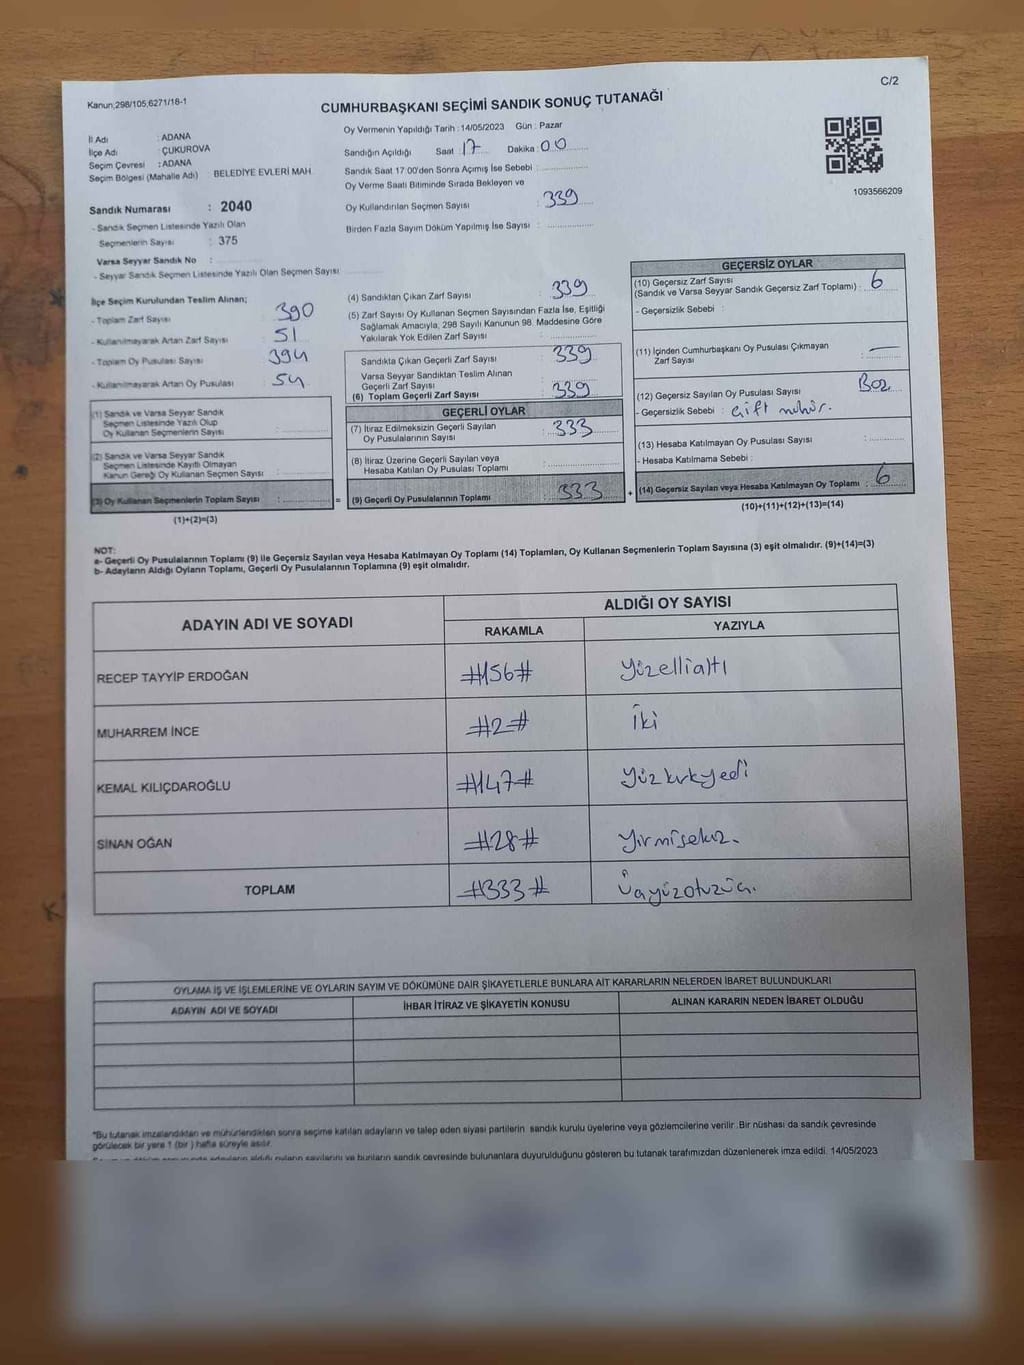 C/2
Kanun;298/105,6271/18-1
CUMHURBAŞKANI SEÇİMİ SANDIK SONUÇ TUTANAĞI
İl Adı : ADANA
İlçe Adı : ÇUKUROVA
Seçim Çevresi : ADANA
Seçim Bölgesi (Mahalle Adı) : BELEDİYE EVLERİ MAH.
Sandık Numarası : 2040
- Sandık Seçmen Listesinde Yazılı Olan
Seçmenlerin Sayısı : 375
Varsa Seyyar Sandık No :
- Seyyar Sandık Seçmen Listesinde Yazılı Olan Seçmen Sayısı
Oy Vermenin Yapıldığı Tarih : 14/05/2023 Gün : Pazar
Sandığın Açıldığı Saat : 17 Dakika : 00
Sandık Saat 17:00'den Sonra Açımış İse Sebebi :
Oy Verme Saati Bitiminde Sırada Bekleyen ve
Oy Kullandırılan Seçmen Sayısı : 339
Birden Fazla Sayım Döküm Yapılmış İse Sayısı :
1093566209
İlçe Seçim Kurulundan Teslim Alınan;
- Toplam Zarf Sayısı 390
- Kullanılmayarak Artan Zarf Sayısı 51
- Toplam Oy Pusulası Sayısı 394
- Kullanılmayarak Artan Oy Pusulası 54
(1) Sandık ve Varsa Seyyar Sandık
Seçmen Listesinde Yazılı Olup
Oy Kullanan Seçmenlerin Sayısı :
(2) Sandık ve Varsa Seyyar Sandık
Seçmen Listesinde Kayıtlı Olmayan
Kanun Gereği Oy Kullanan Seçmen Sayısı :
(3) Oy Kullanan Seçmenlerin Toplam Sayısı : =
(1)+(2)=(3)
(4) Sandıktan Çıkan Zarf Sayısı : 339
(5) Zarf Sayısı Oy Kullanan Seçmen Sayısından Fazla İse, Eşitliği
Sağlamak Amacıyla, 298 Sayılı Kanunun 98. Maddesine Göre
Yakılarak Yok Edilen Zarf Sayısı :
Sandıkta Çıkan Geçerli Zarf Sayısı : 339
Varsa Seyyar Sandıktan Teslim Alınan
Geçerli Zarf Sayısı :
(6) Toplam Geçerli Zarf Sayısı : 339
GEÇERLİ OYLAR
(7) İtiraz Edilmeksizin Geçerli Sayılan
Oy Pusulalarının Sayısı : 333
(8) İtiraz Üzerine Geçerli Sayılan veya
Hesaba Katılan Oy Pusulası Toplamı :
(9) Geçerli Oy Pusulalarının Toplamı 333 +
GEÇERSİZ OYLAR
(10) Geçersiz Zarf Sayısı
(Sandık ve Varsa Seyyar Sandık Geçersiz Zarf Toplamı) : 6
- Geçersizlik Sebebi :
(11) İçinden Cumhurbaşkanı Oy Pusulası Çıkmayan
Zarf Sayısı : —
(12) Geçersiz Sayılan Oy Pusulası Sayısı
- Geçersizlik Sebebi : çift mühür.
(13) Hesaba Katılmayan Oy Pusulası Sayısı :
- Hesaba Katılmama Sebebi :
(14) Geçersiz Sayılan veya Hesaba Katılmayan Oy Toplamı : 6
(10)+(11)+(12)+(13)=(14)
NOT:
a- Geçerli Oy Pusulalarının Toplamı (9) ile Geçersiz Sayılan veya Hesaba Katılmayan Oy Toplamı (14) Toplamları, Oy Kullanan Seçmenlerin Toplam Sayısına (3) eşit olmalıdır. (9)+(14)=(3)
b- Adayların Aldığı Oyların Toplamı, Geçerli Oy Pusulalarının Toplamına (9) eşit olmalıdır.
ADAYIN ADI VE SOYADI ALDIĞI OY SAYISI
RAKAMLA YAZIYLA
RECEP TAYYİP ERDOĞAN #156# Yüzellialtı
MUHARREM İNCE #2# İki
KEMAL KILIÇDAROĞLU #147# Yüzkırkyedi
SİNAN OĞAN #28# Yirmisekiz.
TOPLAM #333# Üçyüzotuzüç.
OYLAMA İŞ VE İŞLEMLERİNE VE OYLARIN SAYIM VE DÖKÜMÜNE DAİR ŞİKAYETLERLE BUNLARA AİT KARARLARIN NELERDEN İBARET BULUNDUKLARI
ADAYIN ADI VE SOYADI İHBAR İTİRAZ VE ŞİKAYETİN KONUSU ALINAN KARARIN NEDEN İBARET OLDUĞU
*Bu tutanak imzalandıktan ve mühürlendikten sonra seçime katılan adayların ve talep eden siyasi partilerin sandık kurulu üyelerine veya gözlemcilerine verilir. Bir nüshası da sandık çevresinde
görülecek bir yere 1 (bir ) hafta süreyle asılır.
adayların aldığı oyların sayılarını ve bunların sandık çevresinde bulunanlara duyurulduğunu gösteren bu tutanak tarafımızdan düzenlenerek imza edildi. 14/05/2023